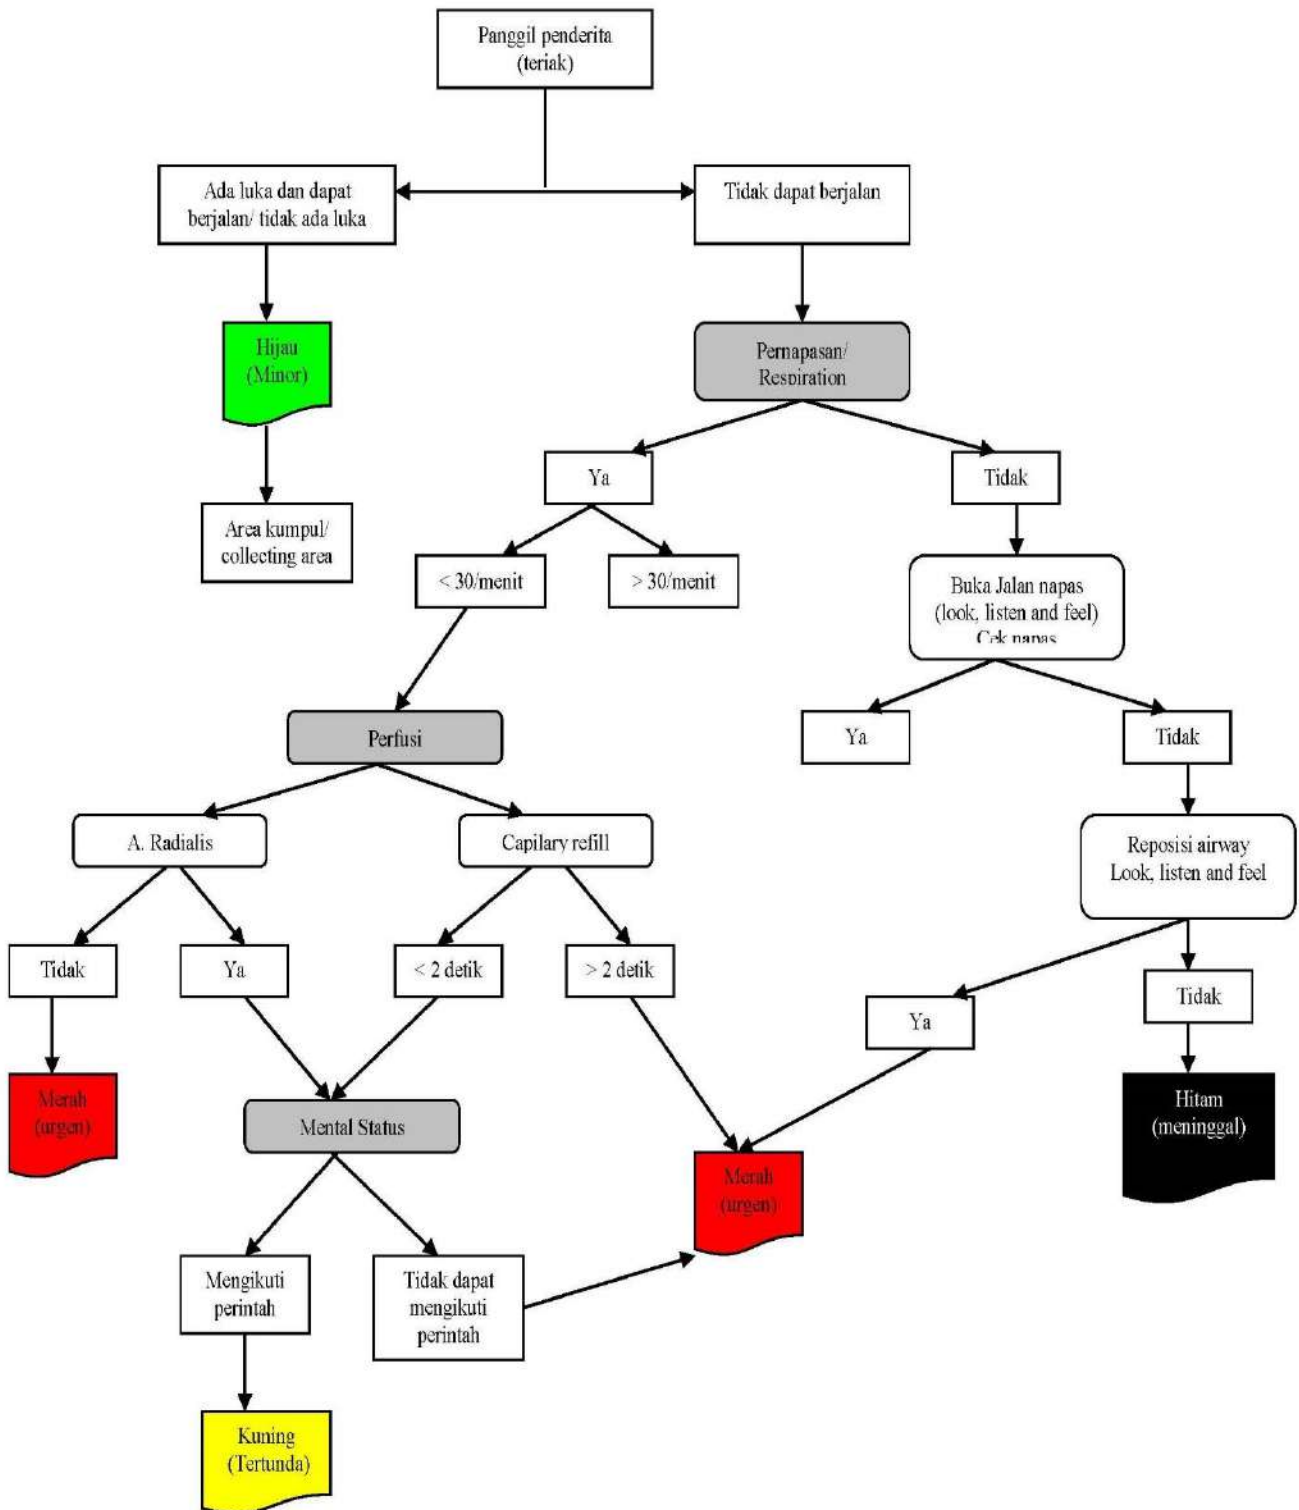 Panggil penderita
(teriak)
Ada luka dan dapat
berjalan/ tidak ada luka
Tidak dapat berjalan
Hijau
(Minor)
Pernapasan/
Respiration
Ya
Tidak
Area kumpul/
collecting area
< 30/menit
> 30/menit
Buka Jalan napas
(look, listen and feel)
Cek napas
Perfusi
Ya
Tidak
A. Radialis
Capilary refill
Reposisi airway
Look, listen and feel
Tidak
Ya
< 2 detik
> 2 detik
Ya
Tidak
Merah
(urgen)
Mental Status
Hitam
(meninggal)
Merah
(urgen)
Mengikuti
perintah
Tidak dapat
mengikuti
perintah
Kuning
(Tertunda)